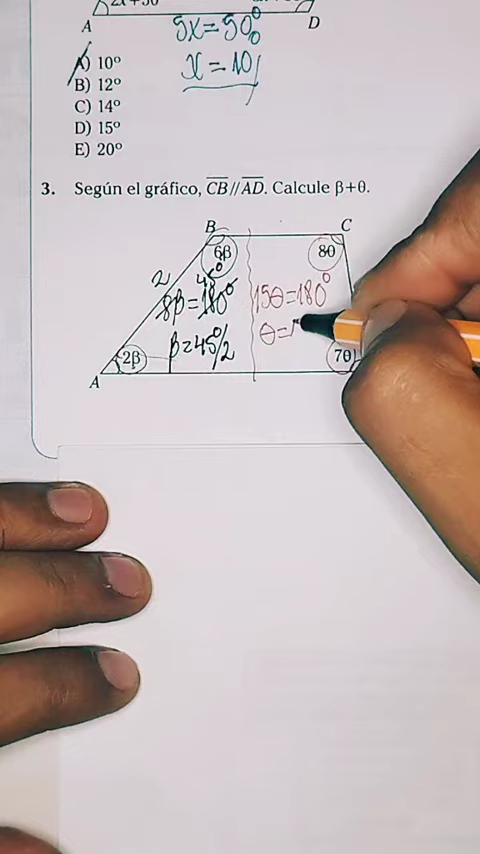 A
D
5x=90°
A) 10°
x=10
B) 12°
C) 14°
D) 15°
E) 20°
3. Según el gráfico, CB//AD. Calcule β+θ.
B
C
6β
8θ
2
45°
8β=180°
15θ=180°
β=45°/2
θ=1
A
2β
7θ